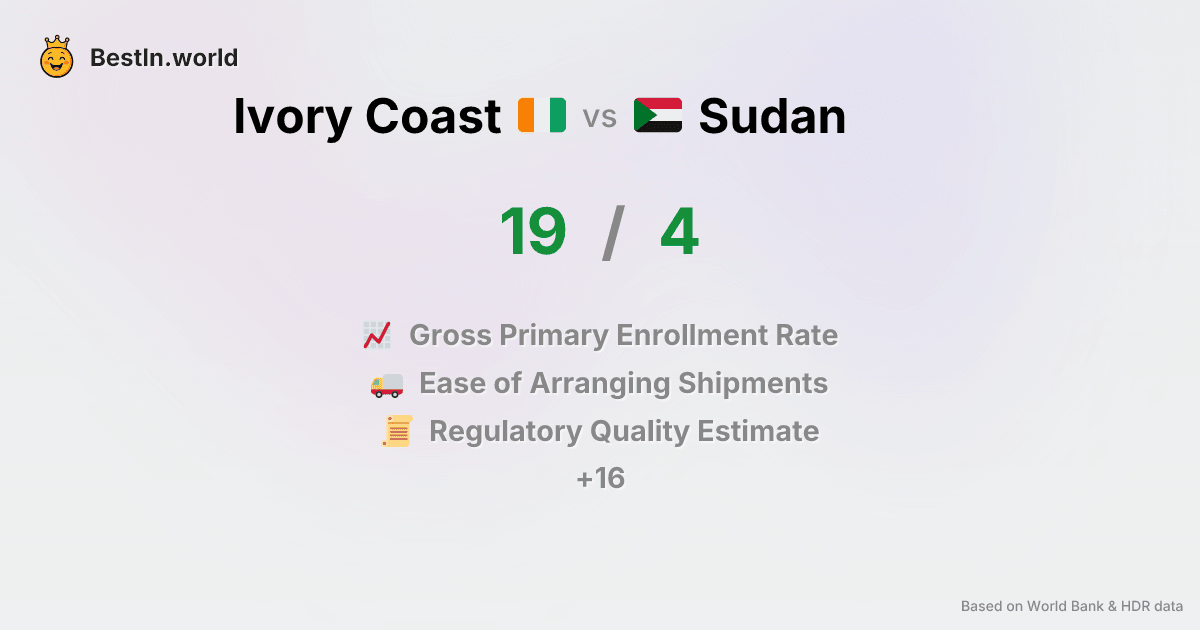 BestIn.world
Ivory Coast vs Sudan
19 / 4
Gross Primary Enrollment Rate
Ease of Arranging Shipments
Regulatory Quality Estimate
+16
Based on World Bank & HDR data